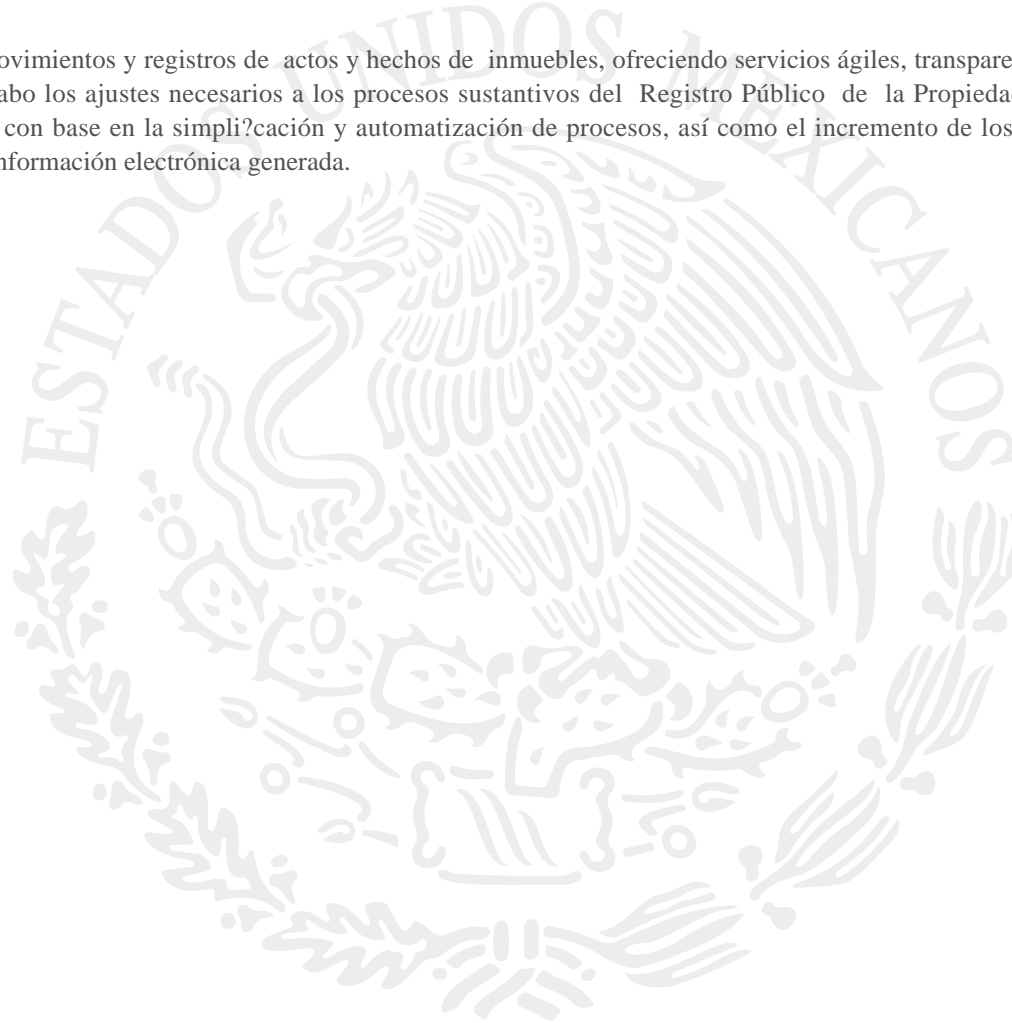 ovimientos y registros de actos y hechos de inmuebles, ofreciendo servicios ágiles, transpare
abo los ajustes necesarios a los procesos sustantivos del Registro Público de la Propieda
con base en la simpli?cación y automatización de procesos, así como el incremento de los
nformación electrónica generada.
ESTADOS UNIDOS MEXICANOS